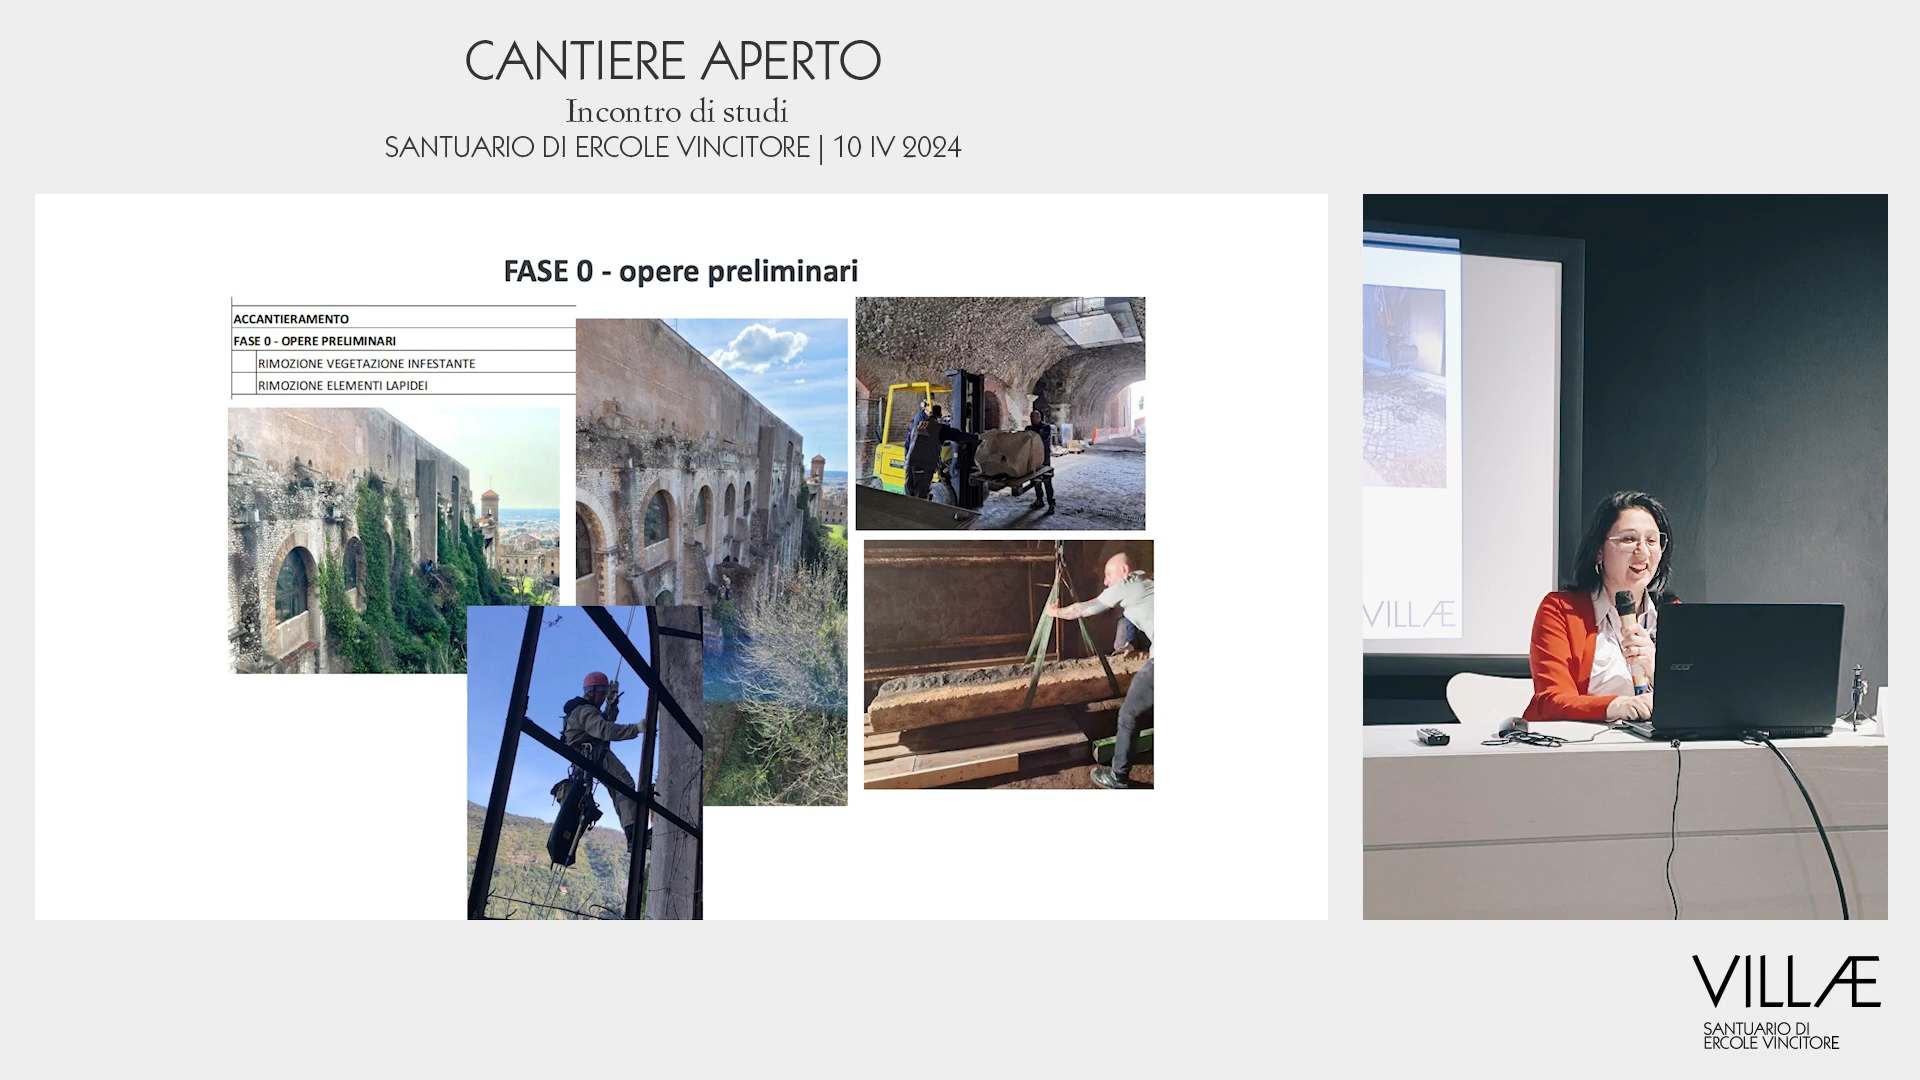 CANTIERE APERTO
Incontro di studi
SANTUARIO DI ERCOLE VINCITORE | 10 IV 2024
FASE 0 - opere preliminari
ACCANTIERAMENTO
FASE 0 - OPERE PRELIMINARI
RIMOZIONE VEGETAZIONE INFESTANTE
RIMOZIONE ELEMENTI LAPIDEI
VILLÆ
acer
VILLÆ
SANTUARIO DI
ERCOLE VINCITORE